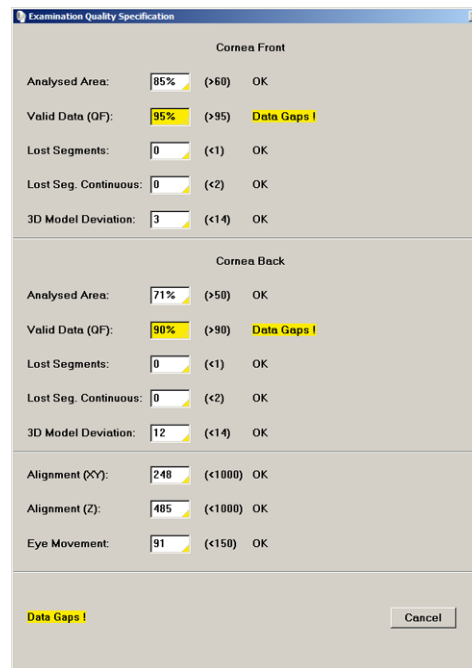 Examination Quality Specification
Cornea Front
Analysed Area: 85% (>60) OK
Valid Data (QF): 95% (>95) Data Gaps !
Lost Segments: 0 (<1) OK
Lost Seg. Continuous: 0 (<2) OK
3D Model Deviation: 3 (<14) OK
Cornea Back
Analysed Area: 71% (>50) OK
Valid Data (QF): 90% (>90) Data Gaps !
Lost Segments: 0 (<1) OK
Lost Seg. Continuous: 0 (<2) OK
3D Model Deviation: 12 (<14) OK
Alignment (XY): 248 (<1000) OK
Alignment (Z): 485 (<1000) OK
Eye Movement: 91 (<150) OK
Data Gaps ! Cancel